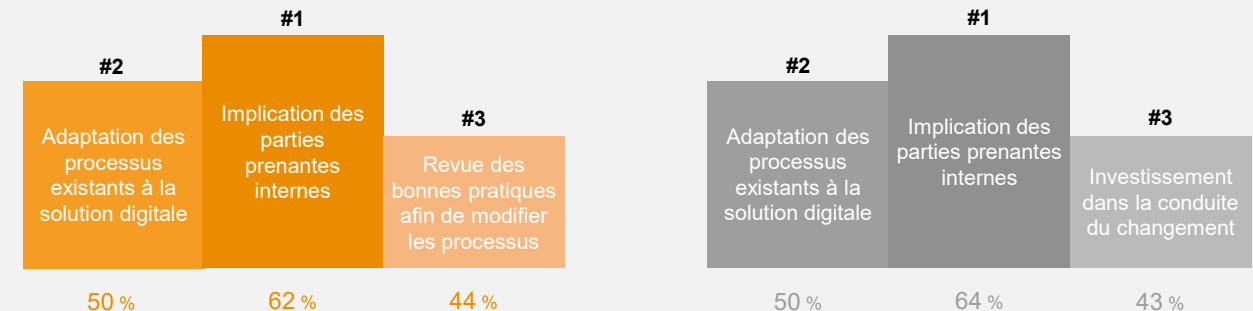 #1
#2
Implication des
parties
prenantes
internes
Adaptation des
processus
existants à la
solution digitale
#3
Revue des
bonnes pratiques
afin de modifier
les processus
50 %
62 %
44 %
#1
#2
Implication des
parties prenantes
internes
Adaptation des
processus
existants à la
solution digitale
#3
Investissement
dans la conduite
du changement
50 %
64 %
43 %